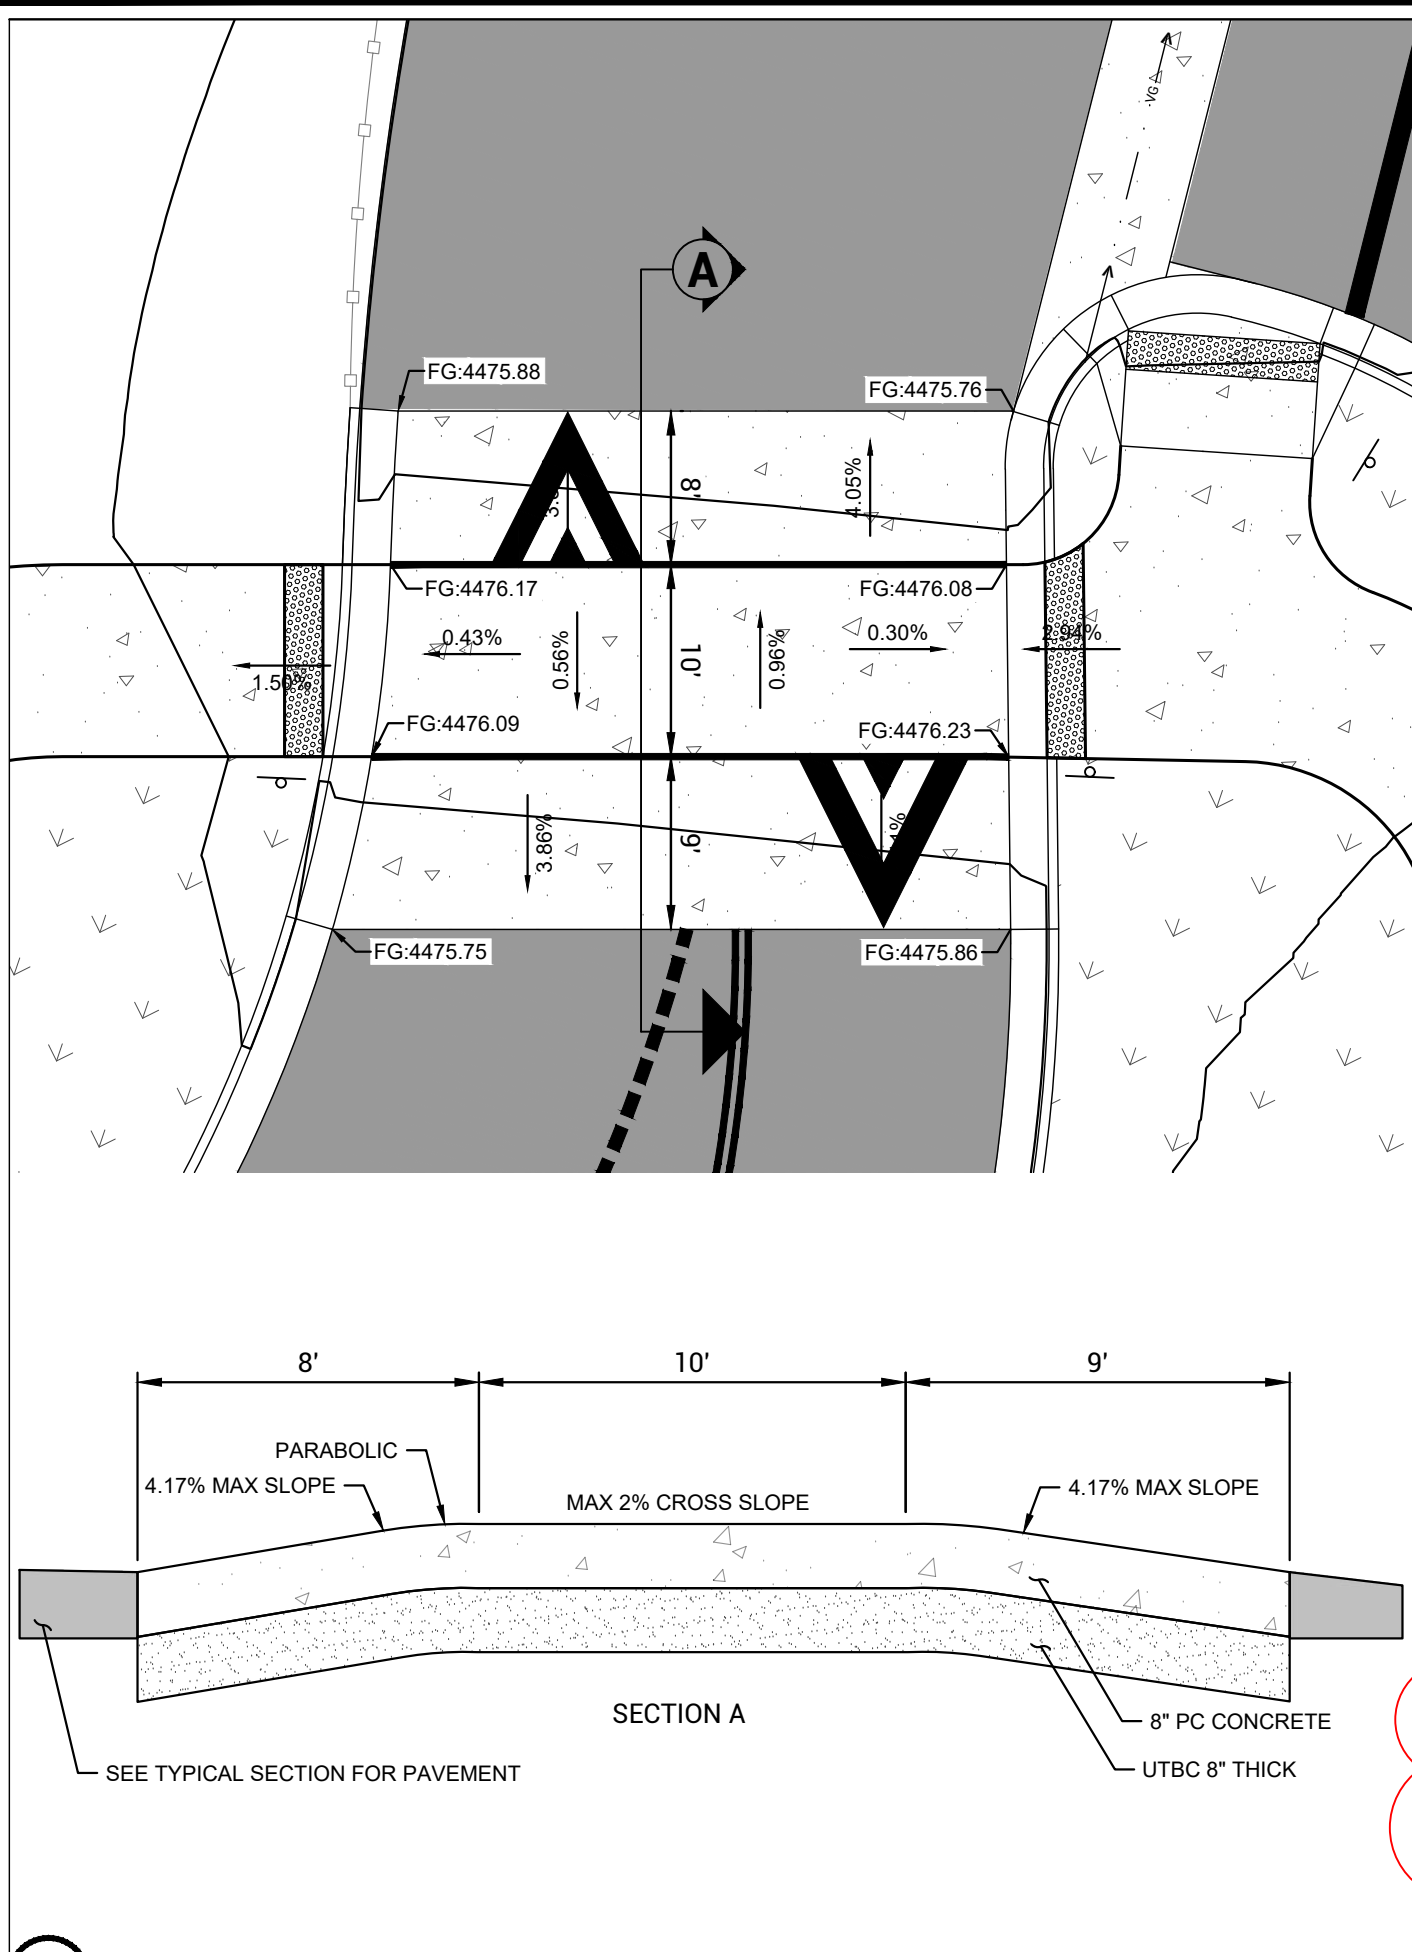 VG
A
FG:4475.88
FG:4475.76
8'
4.05%
FG:4476.17
FG:4476.08
0.43%
0.56%
10'
0.96%
0.30%
2.94%
1.50%
FG:4476.09
FG:4476.23
3.86%
9'
FG:4475.75
FG:4475.86
8'
10'
9'
PARABOLIC
4.17% MAX SLOPE
MAX 2% CROSS SLOPE
4.17% MAX SLOPE
SECTION A
8" PC CONCRETE
UTBC 8" THICK
SEE TYPICAL SECTION FOR PAVEMENT